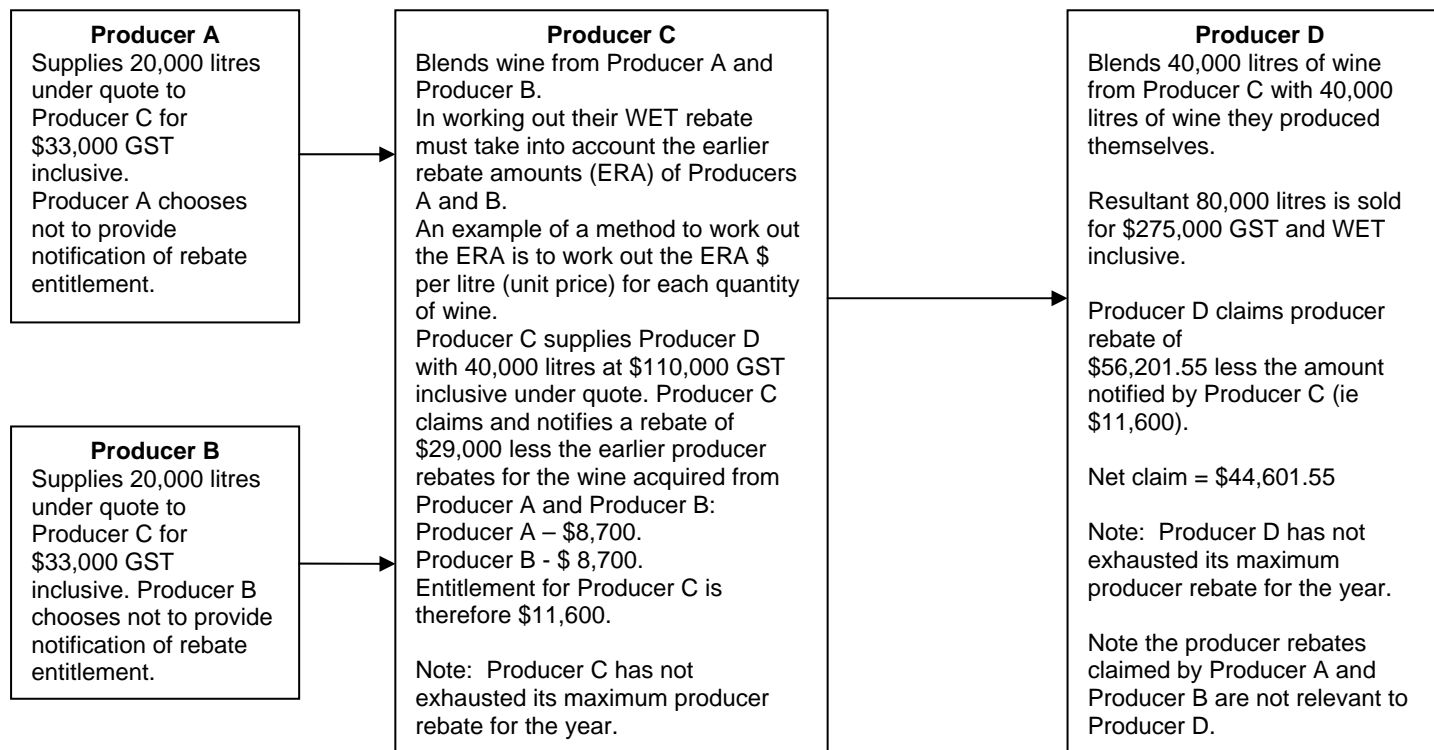 Producer A
Supplies 20,000 litres
under quote to
Producer C for
$33,000 GST
inclusive.
Producer A chooses
not to provide
notification of rebate
entitlement.
Producer B
Supplies 20,000 litres
under quote to
Producer C for
$33,000 GST
inclusive. Producer B
chooses not to provide
notification of rebate
entitlement.
Producer C
Blends wine from Producer A and
Producer B.
In working out their WET rebate
must take into account the earlier
rebate amounts (ERA) of Producers
A and B.
An example of a method to work out
the ERA is to work out the ERA $
per litre (unit price) for each quantity
of wine.
Producer C supplies Producer D
with 40,000 litres at $110,000 GST
inclusive under quote. Producer C
claims and notifies a rebate of
$29,000 less the earlier producer
rebates for the wine acquired from
Producer A and Producer B:
Producer A – $8,700.
Producer B - $ 8,700.
Entitlement for Producer C is
therefore $11,600.
Note: Producer C has not
exhausted its maximum producer
rebate for the year.
Producer D
Blends 40,000 litres of wine
from Producer C with 40,000
litres of wine they produced
themselves.
Resultant 80,000 litres is sold
for $275,000 GST and WET
inclusive.
Producer D claims producer
rebate of
$56,201.55 less the amount
notified by Producer C (ie
$11,600).
Net claim = $44,601.55
Note: Producer D has not
exhausted its maximum
producer rebate for the year.
Note the producer rebates
claimed by Producer A and
Producer B are not relevant to
Producer D.